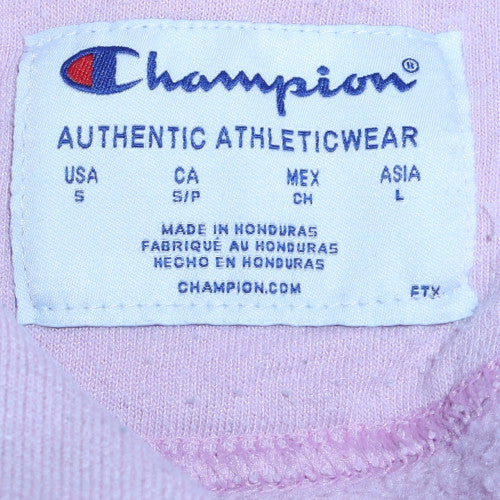 Champion®
AUTHENTIC ATHLETICWEAR
USA CA MEX ASIA
S S/P CH L
MADE IN HONDURAS
FABRIQUÉ AU HONDURAS
HECHO EN HONDURAS
CHAMPION.COM
FTX